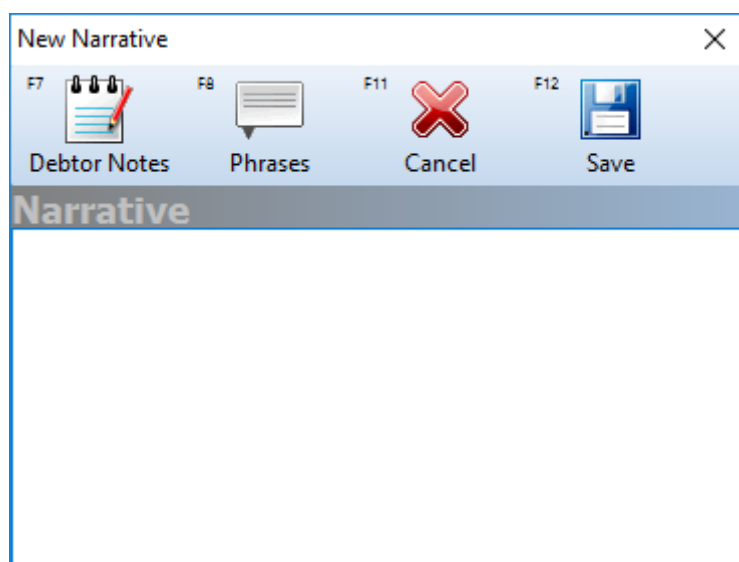 New Narrative
F7 F8 F11 F12
Debtor Notes Phrases Cancel Save
Narrative